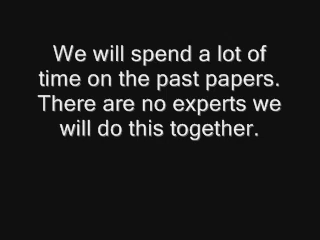 We will spend a lot of
time on the past papers.
There are no experts we
will do this together.